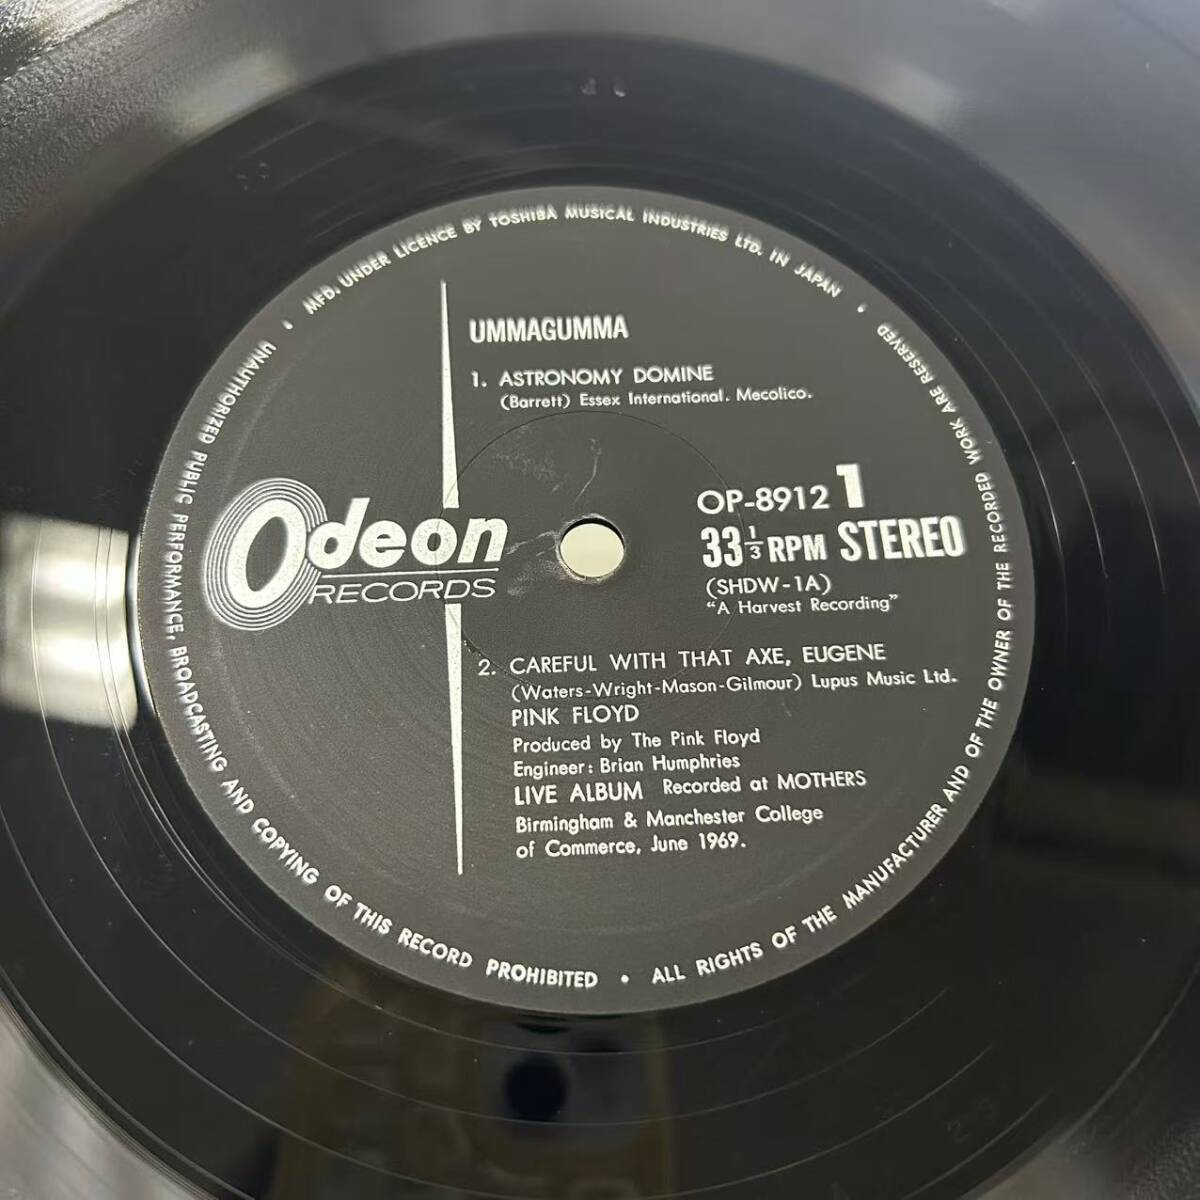 MFD. UNDER LICENCE BY TOSHIBA MUSICAL INDUSTRIES LTD. IN JAPAN •
UMMAGUMMA
1. ASTRONOMY DOMINE
(Barrett) Essex International. Mecolico.
Odeon
RECORDS
OP-8912 1
33 1/3 RPM STEREO
(SHDW-1A)
"A Harvest Recording"
2. CAREFUL WITH THAT AXE, EUGENE
(Waters-Wright-Mason-Gilmour) Lupus Music Ltd.
PINK FLOYD
Produced by The Pink Floyd
Engineer: Brian Humphries
LIVE ALBUM Recorded at MOTHERS
Birmingham & Manchester College
of Commerce, June 1969.
UNAUTHORIZED PUBLIC PERFORMANCE, BROADCASTING AND COPYING OF THIS RECORD PROHIBITED • ALL RIGHTS OF THE MANUFACTURER AND OF THE OWNER OF THE RECORDED WORK ARE RESERVED